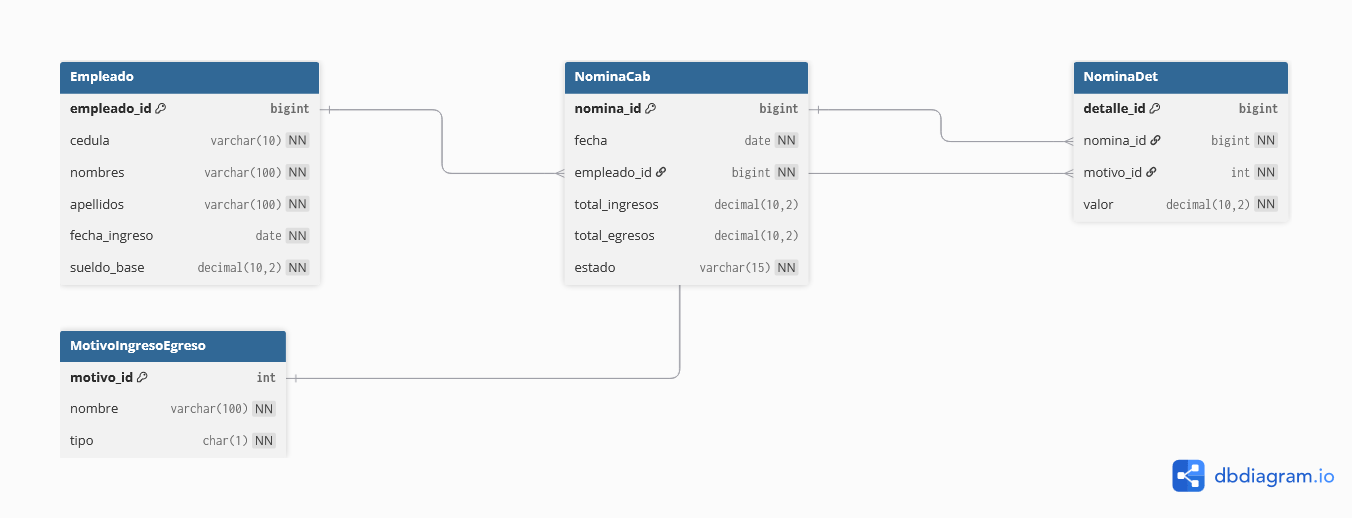 Empleado
empleado_id bigint
cedula varchar(10) NN
nombres varchar(100) NN
apellidos varchar(100) NN
fecha_ingreso date NN
sueldo_base decimal(10,2) NN
NominaCab
nomina_id bigint
fecha date NN
empleado_id bigint NN
total_ingresos decimal(10,2)
total_egresos decimal(10,2)
estado varchar(15) NN
NominaDet
detalle_id bigint
nomina_id bigint NN
motivo_id int NN
valor decimal(10,2) NN
MotivoIngresoEgreso
motivo_id int
nombre varchar(100) NN
tipo char(1) NN
dbdiagram.io